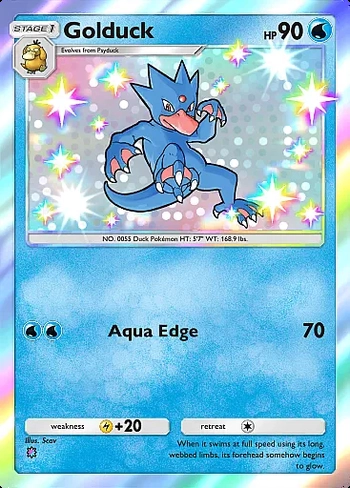 STAGE 1
Golduck
HP 90
Evolves from Psyduck
NO. 0055 Duck Pokémon HT: 5'7" WT: 168.9 lbs.
Aqua Edge 70
weakness +20 retreat
Illus. Scav
When it swims at full speed using its long,
webbed limbs, its forehead somehow begins
to glow.